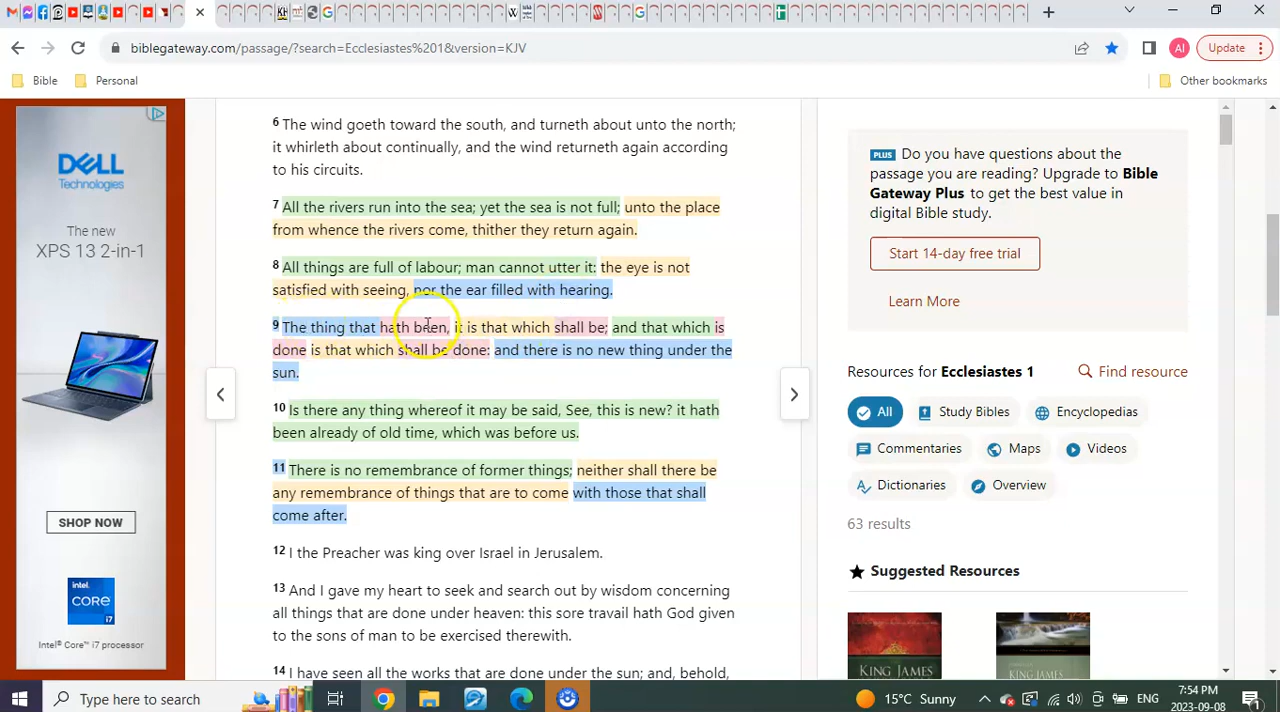 biblegateway.com/passage/?search=Ecclesiastes%201&version=KJV
AI
Update
Bible
Personal
Other bookmarks
DELL
Technologies
The new
XPS 13 2-in-1
SHOP NOW
intel.
CORE
i7
Intel® Core™ i7 processor
6 The wind goeth toward the south, and turneth about unto the north;
it whirleth about continually, and the wind returneth again according
to his circuits.
7 All the rivers run into the sea; yet the sea is not full; unto the place
from whence the rivers come, thither they return again.
8 All things are full of labour; man cannot utter it: the eye is not
satisfied with seeing, nor the ear filled with hearing.
9 The thing that hath been, it is that which shall be; and that which is
done is that which shall be done: and there is no new thing under the
sun.
10 Is there any thing whereof it may be said, See, this is new? it hath
been already of old time, which was before us.
11 There is no remembrance of former things; neither shall there be
any remembrance of things that are to come with those that shall
come after.
12 I the Preacher was king over Israel in Jerusalem.
13 And I gave my heart to seek and search out by wisdom concerning
all things that are done under heaven: this sore travail hath God given
to the sons of man to be exercised therewith.
14 I have seen all the works that are done under the sun; and, behold,
PLUS Do you have questions about the
passage you are reading? Upgrade to Bible
Gateway Plus to get the best value in
digital Bible study.
Start 14-day free trial
Learn More
Resources for Ecclesiastes 1
Find resource
All
Study Bibles
Encyclopedias
Commentaries
Maps
Videos
Dictionaries
Overview
63 results
Suggested Resources
KING JAMES
KING JAMES
Type here to search
15°C Sunny
ENG
7:54 PM
2023-09-08